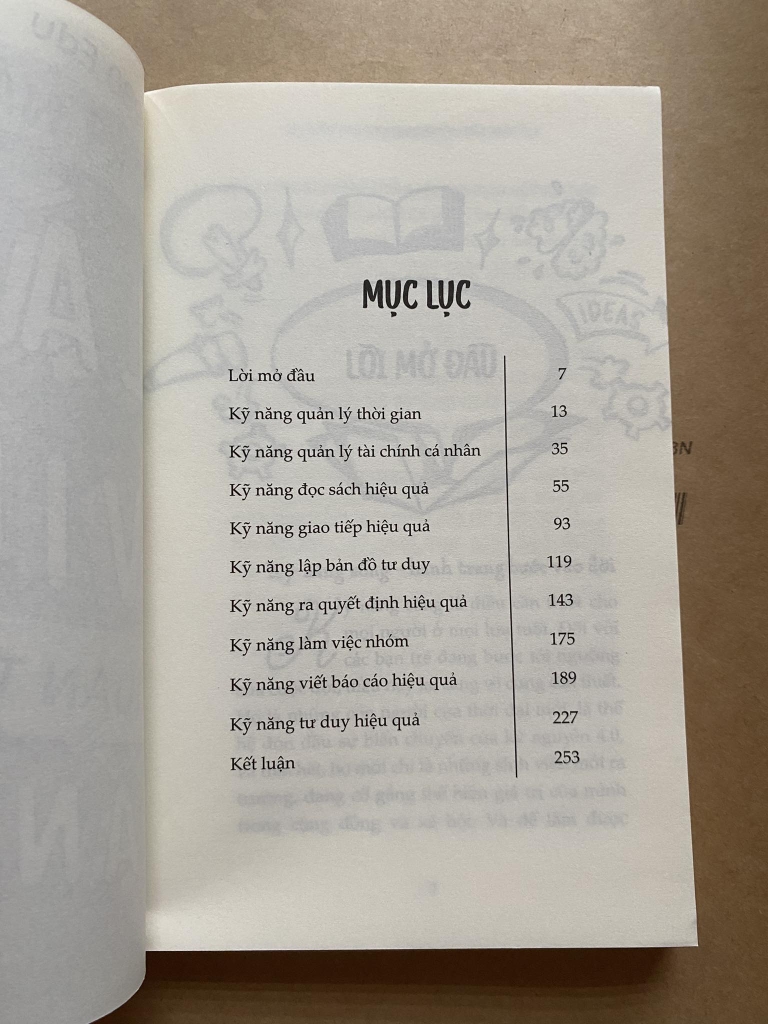 MỤC LỤC
Lời mở đầu 7
Kỹ năng quản lý thời gian 13
Kỹ năng quản lý tài chính cá nhân 35
Kỹ năng đọc sách hiệu quả 55
Kỹ năng giao tiếp hiệu quả 93
Kỹ năng lập bản đồ tư duy 119
Kỹ năng ra quyết định hiệu quả 143
Kỹ năng làm việc nhóm 175
Kỹ năng viết báo cáo hiệu quả 189
Kỹ năng tư duy hiệu quả 227
Kết luận 253
IDEAS
LỜI MỞ ĐẦU